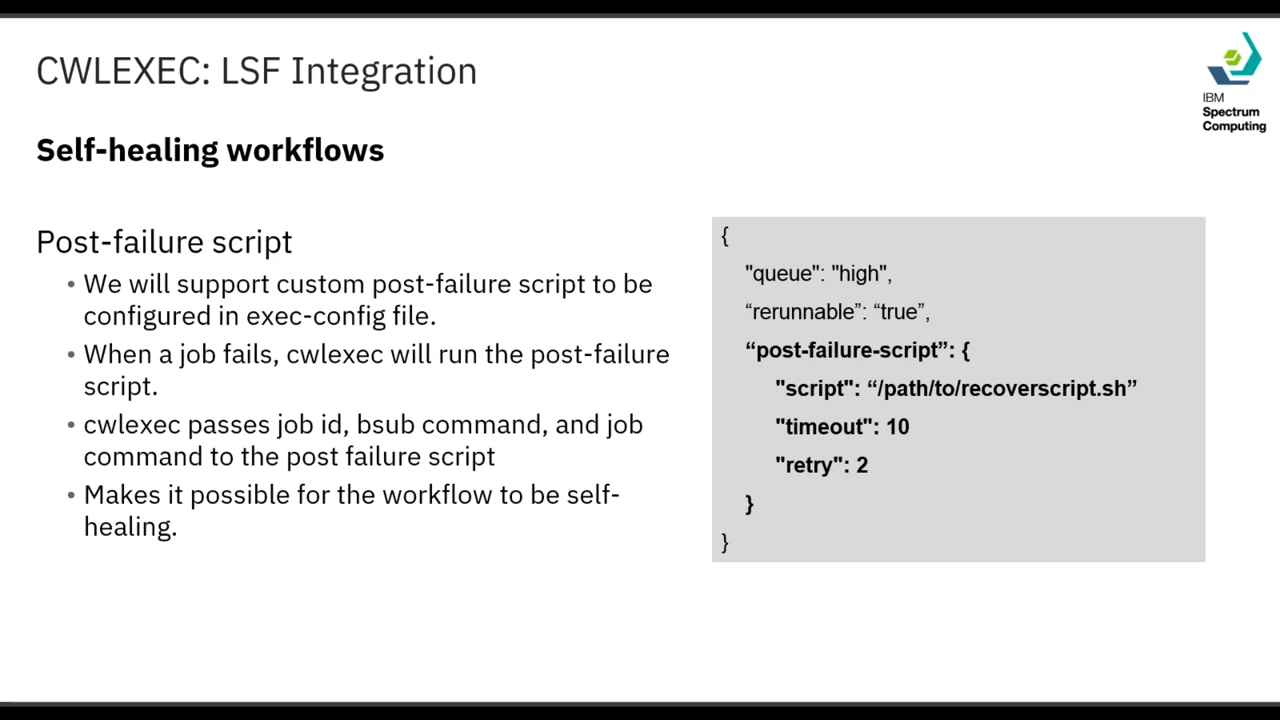 CWLEXEC: LSF Integration
IBM
Spectrum
Computing
Self-healing workflows
Post-failure script
• We will support custom post-failure script to be
configured in exec-config file.
• When a job fails, cwlexec will run the post-failure
script.
• cwlexec passes job id, bsub command, and job
command to the post failure script
• Makes it possible for the workflow to be self-
healing.
{
"queue": "high",
“rerunnable”: “true”,
“post-failure-script”: {
"script": “/path/to/recoverscript.sh”
"timeout": 10
"retry": 2
}
}